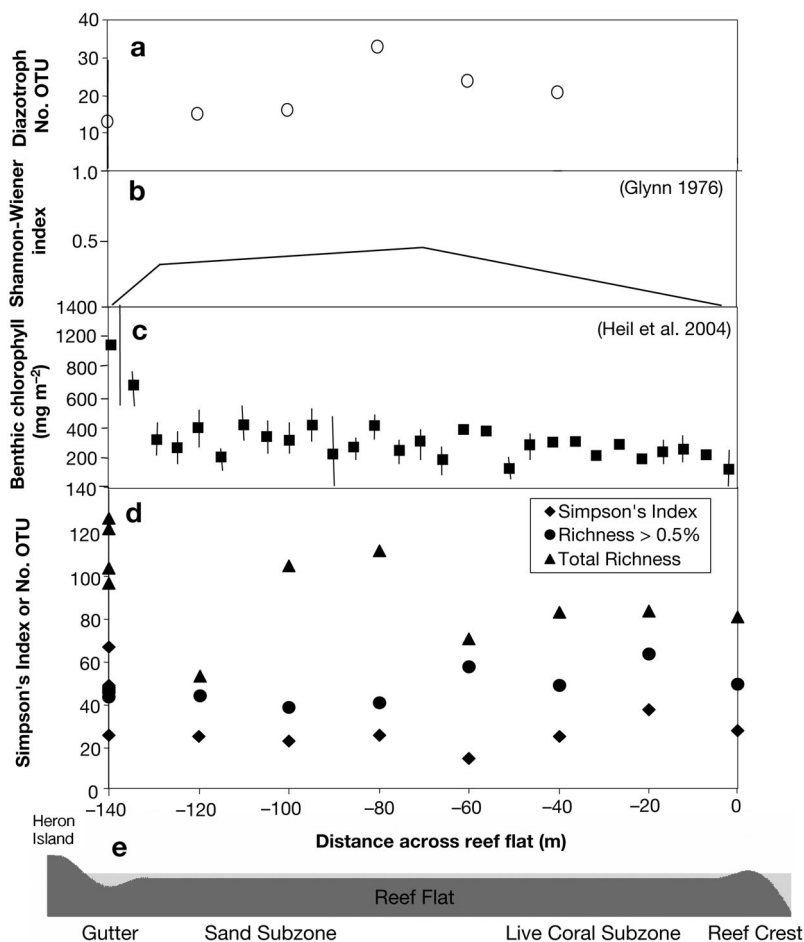 40
a
30
20
10
Diazotroph
No. OTU
1.0
b
(Glynn 1976)
0.5
Shannon-Wiener
index
1400
c
(Heil et al. 2004)
1200
800
600
400
200
Benthic chlorophyll
(mg m–2)
140
d
Simpson's Index
Richness > 0.5%
Total Richness
120
100
80
60
40
20
0
Simpson's Index or No. OTU
–140 –120 –100 –80 –60 –40 –20 0
Distance across reef flat (m)
Heron
Island
e
Reef Flat
Gutter Sand Subzone Live Coral Subzone Reef Crest